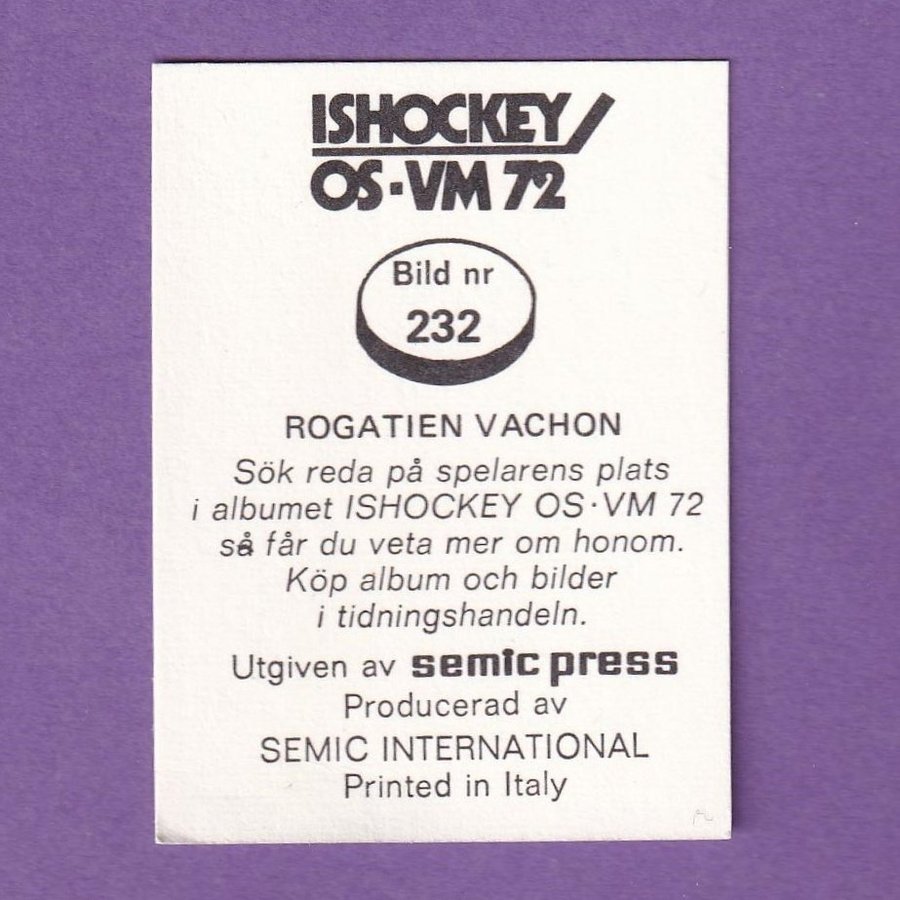 ISHOCKEY
OS·VM 72
Bild nr
232
ROGATIEN VACHON
Sök reda på spelarens plats
i albumet ISHOCKEY OS·VM 72
så får du veta mer om honom.
Köp album och bilder
i tidningshandeln.
Utgiven av semic press
Producerad av
SEMIC INTERNATIONAL
Printed in Italy